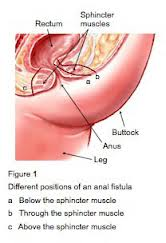 Sphincter
muscles
Rectum
a
b
c
Buttock
Anus
Leg
Figure 1
Different positions of an anal fistula
a Below the sphincter muscle
b Through the sphincter muscle
c Above the sphincter muscle